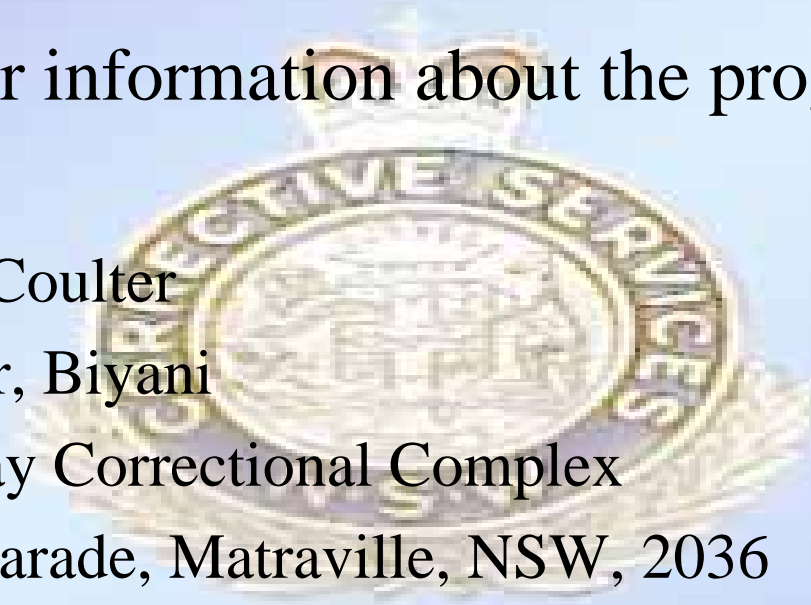 r information about the pro
CORRECTIVE SERVICES
Coulter
r, Biyani
ay Correctional Complex
N S W
arade, Matraville, NSW, 2036